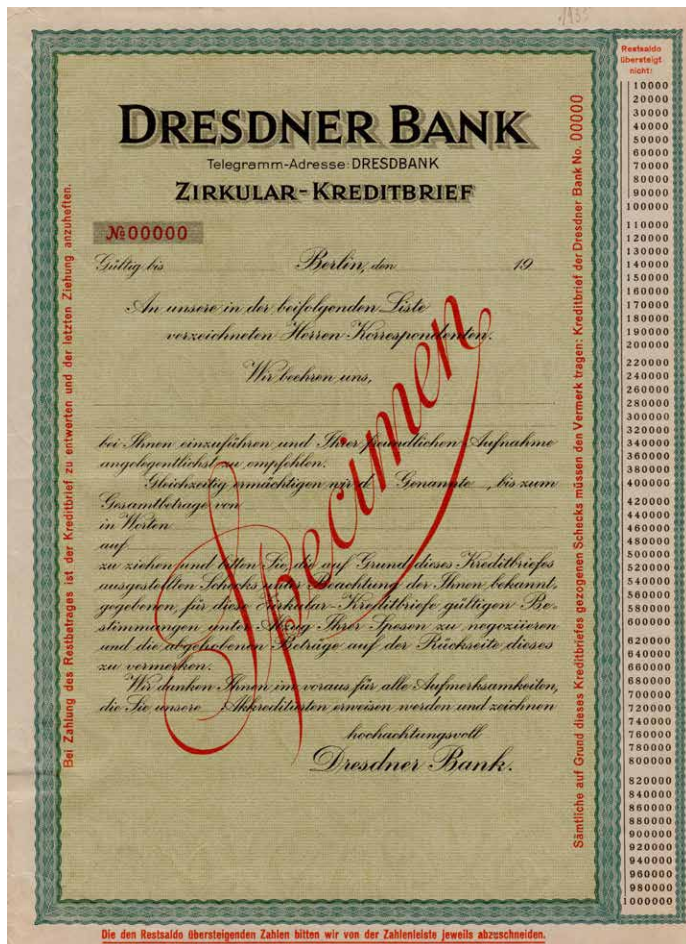 1933
Restsaldo
übersteigt
nicht:
DRESDNER BANK
Telegramm-Adresse: DRESDBANK
ZIRKULAR-KREDITBRIEF
№00000
Gültig bis Berlin, den 19
An unsere in der beifolgenden Liste
verzeichneten Herren Korrespondenten.
Wir beehren uns,
bei Ihnen einzuführen und Ihrer freundlichen Aufnahme
angelegentlichst zu empfehlen.
Gleichzeitig ermächtigen wir d Genannte , bis zum
Gesamtbetrage von
in Worten
auf
zu ziehen und bitten Sie, die auf Grund dieses Kreditbriefes
ausgestellten Schecks unter Beachtung der Ihnen bekannt
gegebenen, für diese Zirkular-Kreditbriefe gültigen Be-
stimmungen unter Abzug Ihrer Spesen zu negoziieren
und die abgehobenen Beträge auf der Rückseite dieses
zu vermerken.
Wir danken Ihnen im voraus für alle Aufmerksamkeiten,
die Sie unsere Akkreditierten erweisen werden und zeichnen
hochachtungsvoll
Dresdner Bank.
Specimen
Bei Zahlung des Restbetrages ist der Kreditbrief zu entwerten und der letzten Ziehung anzuheften.
Sämtliche auf Grund dieses Kreditbriefes gezogenen Schecks müssen den Vermerk tragen: Kreditbrief der Dresdner Bank No. 00000
10000
20000
30000
40000
50000
60000
70000
80000
90000
100000
110000
120000
130000
140000
150000
160000
170000
180000
190000
200000
220000
240000
260000
280000
300000
320000
340000
360000
380000
400000
420000
440000
460000
480000
500000
520000
540000
560000
580000
600000
620000
640000
660000
680000
700000
720000
740000
760000
780000
800000
820000
840000
860000
880000
900000
920000
940000
960000
980000
1000000
Die den Restsaldo übersteigenden Zahlen bitten wir von der Zahlenleiste jeweils abzuschneiden.